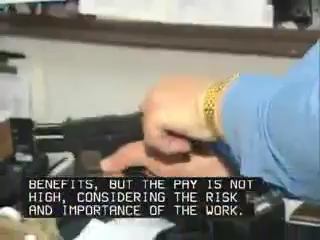 BENEFITS, BUT THE PAY IS NOT
HIGH, CONSIDERING THE RISK
AND IMPORTANCE OF THE WORK.